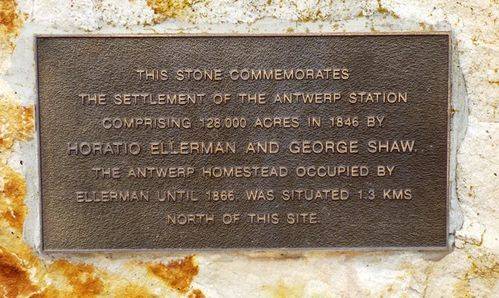 THIS STONE COMMEMORATES
THE SETTLEMENT OF THE ANTWERP STATION
COMPRISING 128.000 ACRES IN 1846 BY
HORATIO ELLERMAN AND GEORGE SHAW.
THE ANTWERP HOMESTEAD OCCUPIED BY
ELLERMAN UNTIL 1866. WAS SITUATED 1.3 KMS
NORTH OF THIS SITE.